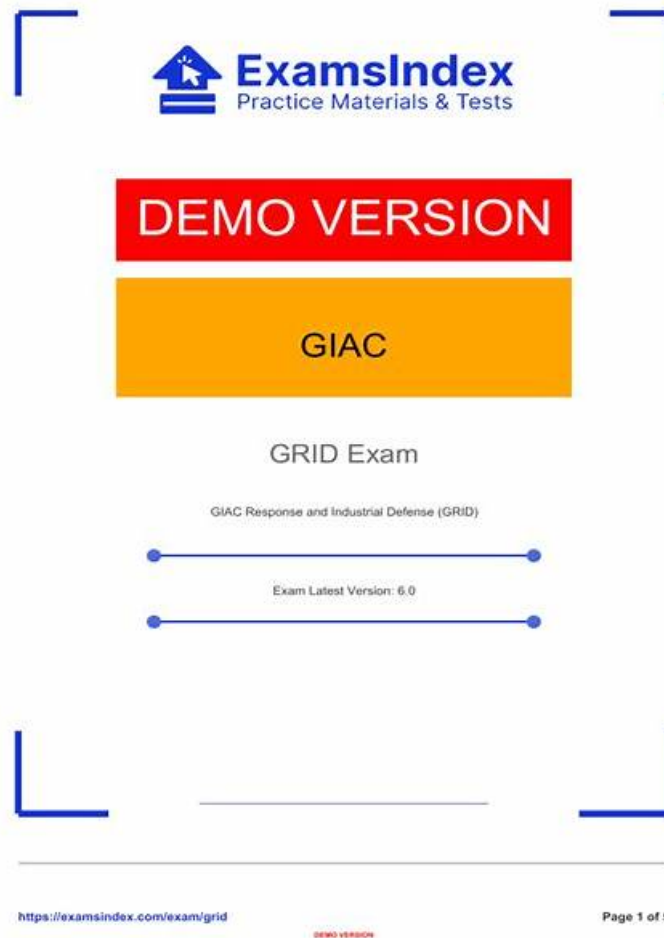 ExamsIndex
Practice Materials & Tests
DEMO VERSION
GIAC
GRID Exam
GIAC Response and Industrial Defense (GRID)
Exam Latest Version: 6.0
https://examsindex.com/exam/grid
Page 1 of
DEMO VERSION